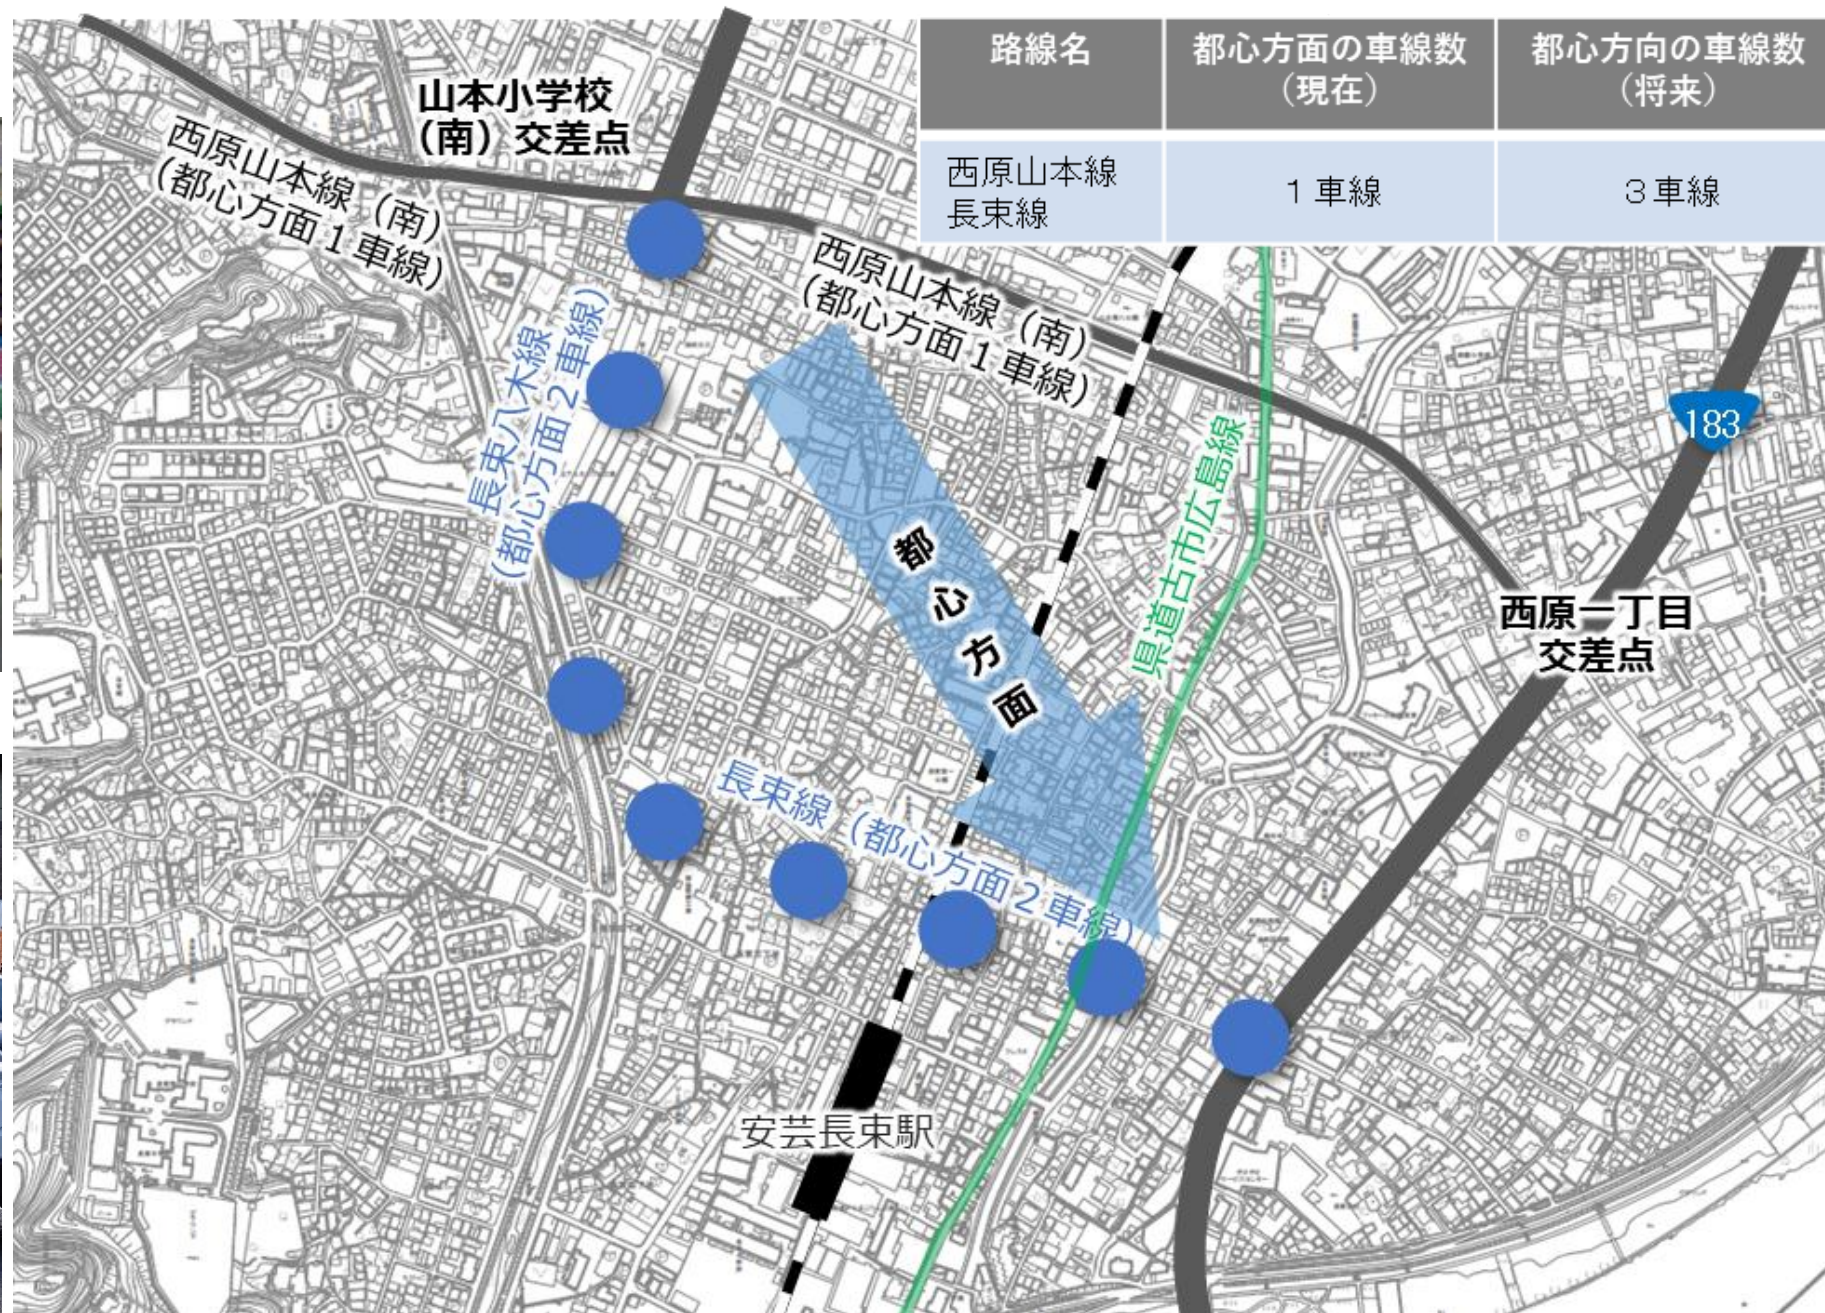 路線名
都心方面の車線数
（現在）
都心方向の車線数
（将来）
西原山本線
長束線
１車線
３車線
山本小学校
（南）交差点
西原山本線（南）
（都心方面１車線）
西原山本線（南）
（都心方面１車線）
長束八木線
（都心方面２車線）
都心方面
県道古市広島線
183
西原一丁目
交差点
長束線（都心方面２車線）
安芸長束駅